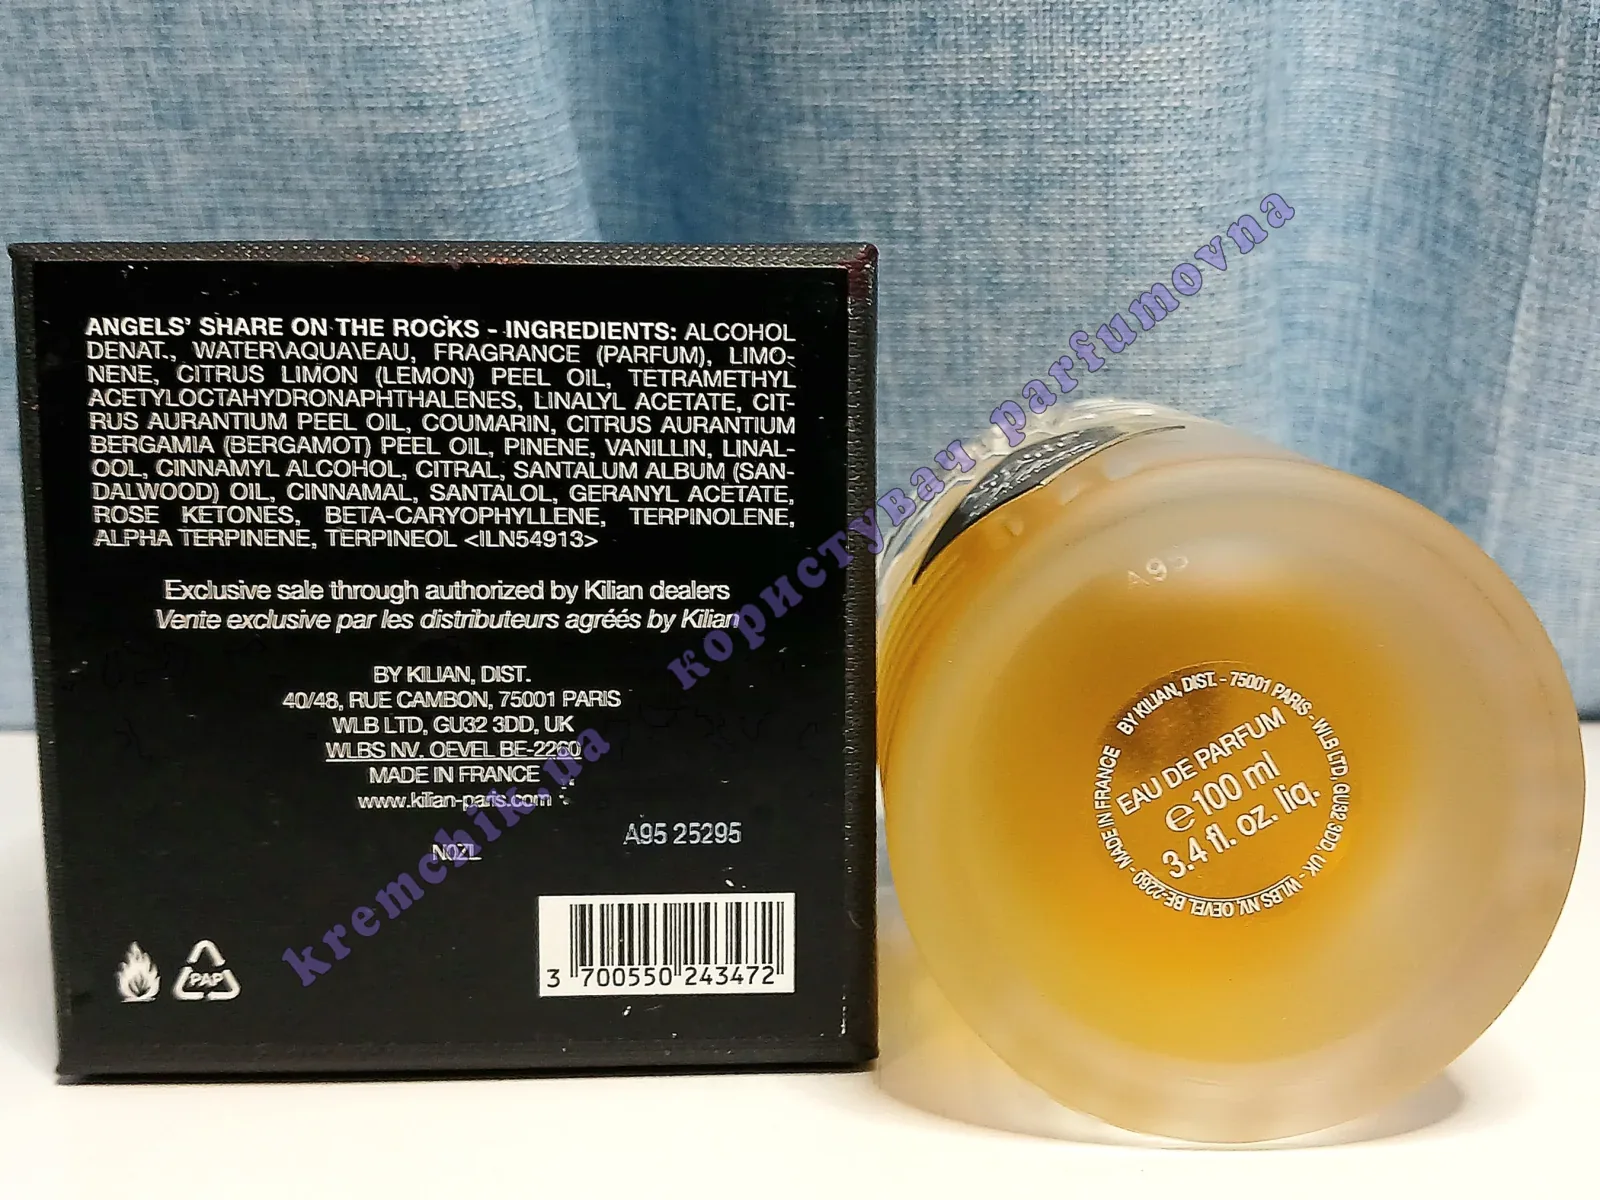 ANGELS' SHARE ON THE ROCKS - INGREDIENTS: ALCOHOL
DENAT., WATER\AQUA\EAU, FRAGRANCE (PARFUM), LIMO-
NENE, CITRUS LIMON (LEMON) PEEL OIL, TETRAMETHYL
ACETYLOCTAHYDRONAPHTHALENES, LINALYL ACETATE, CIT-
RUS AURANTIUM PEEL OIL, COUMARIN, CITRUS AURANTIUM
BERGAMIA (BERGAMOT) PEEL OIL, PINENE, VANILLIN, LINAL-
OOL, CINNAMYL ALCOHOL, CITRAL, SANTALUM ALBUM (SAN-
DALWOOD) OIL, CINNAMAL, SANTALOL, GERANYL ACETATE,
ROSE KETONES, BETA-CARYOPHYLLENE, TERPINOLENE,
ALPHA TERPINENE, TERPINEOL <ILN54913>
Exclusive sale through authorized by Kilian dealers
Vente exclusive par les distributeurs agréés by Kilian
BY KILIAN, DIST.
40/48, RUE CAMBON, 75001 PARIS
WLB LTD, GU32 3DD, UK
WLBS NV. OEVEL BE-2260
MADE IN FRANCE
www.kilian-paris.com
A95 25295
N0ZL
PAP
3 700550 243472
A95
BY KILIAN, DIST. - 75001 PARIS - WLB LTD, GU32 3DD, UK - WLBS NV, OEVEL BE-2260 - MADE IN FRANCE
EAU DE PARFUM
e 100 ml
3.4 fl. oz. liq.
kremchik.ua користувач parfumovna